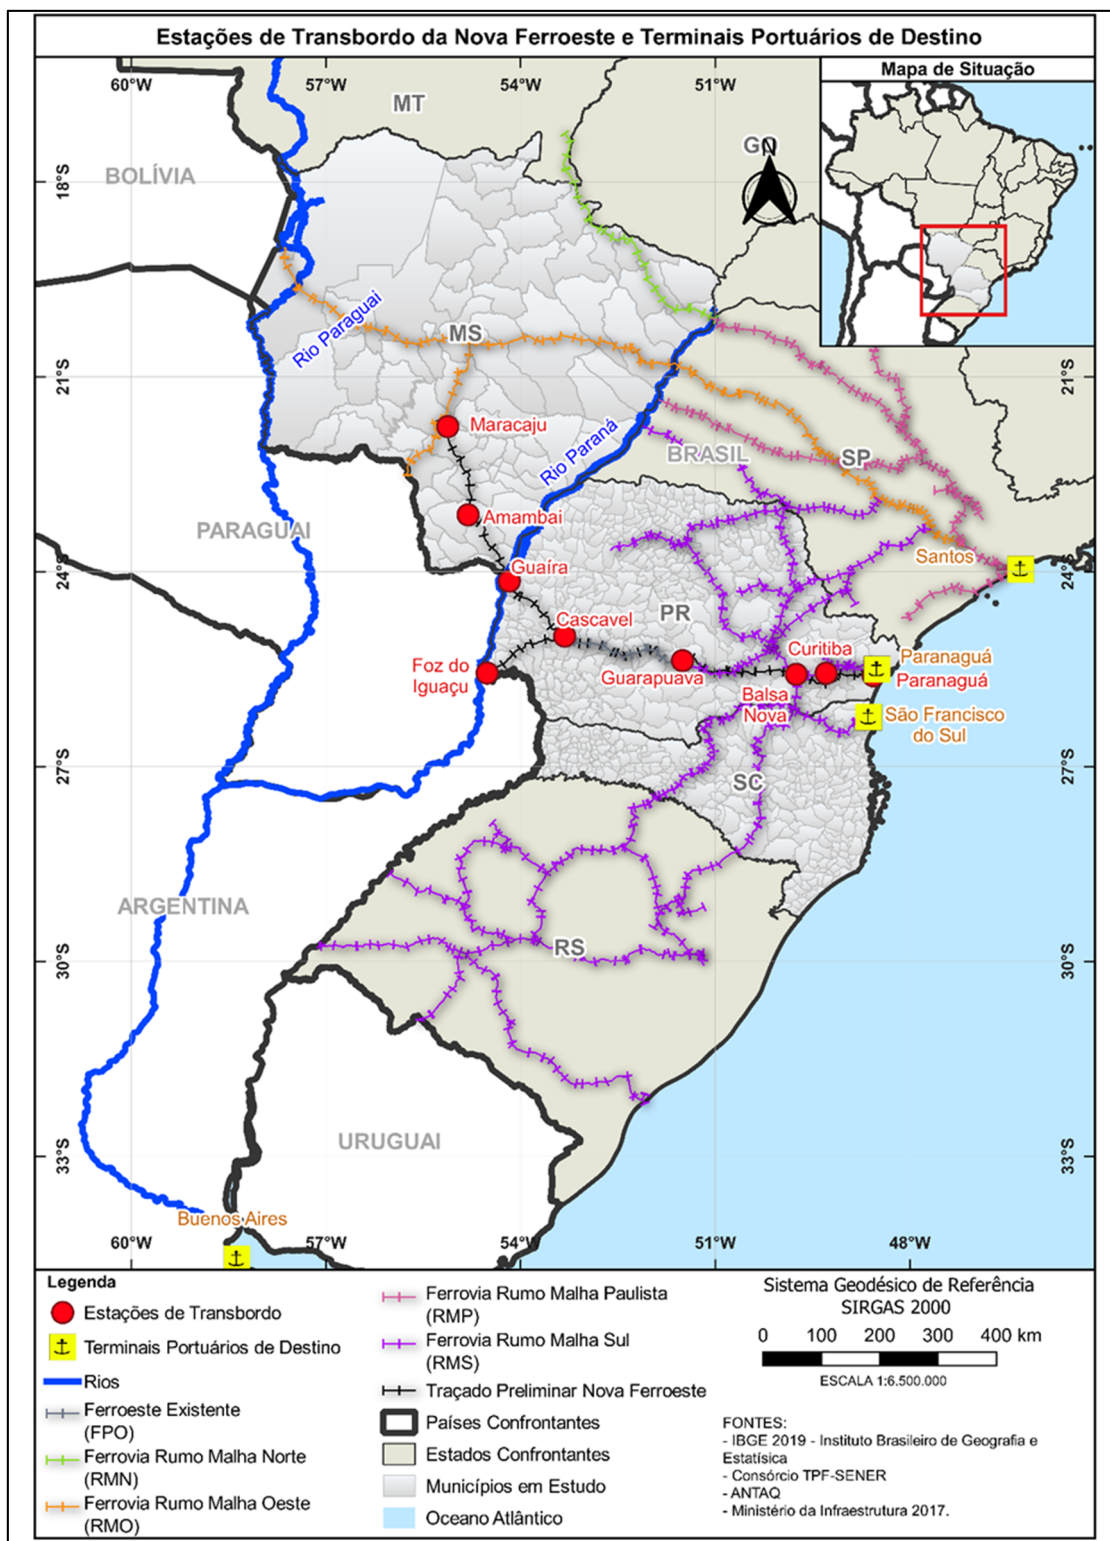 Estações de Transbordo da Nova Ferroeste e Terminais Portuários de Destino
Mapa de Situação
60°W
57°W
54°W
51°W
MT
GO
N
BOLÍVIA
18°S
Rio Paraguai
MS
21°S
21°S
Maracaju
Rio Paraná
BRASIL
SP
PARAGUAI
Amambai
Santos
24°S
24°S
Guaíra
Cascavel
PR
Curitiba
Foz do
Iguaçu
Guarapuava
Paranaguá
Paranaguá
Balsa
Nova
São Francisco
do Sul
27°S
27°S
SC
ARGENTINA
RS
30°S
30°S
URUGUAI
33°S
33°S
Buenos Aires
60°W
57°W
54°W
51°W
48°W
Legenda
Estações de Transbordo
Terminais Portuários de Destino
Rios
Ferroeste Existente
(FPO)
Ferrovia Rumo Malha Norte
(RMN)
Ferrovia Rumo Malha Oeste
(RMO)
Ferrovia Rumo Malha Paulista
(RMP)
Ferrovia Rumo Malha Sul
(RMS)
Traçado Preliminar Nova Ferroeste
Países Confrontantes
Estados Confrontantes
Municípios em Estudo
Oceano Atlântico
Sistema Geodésico de Referência
SIRGAS 2000
0 100 200 300 400 km
ESCALA 1:6.500.000
FONTES:
- IBGE 2019 - Instituto Brasileiro de Geografia e
Estatísica
- Consórcio TPF-SENER
- ANTAQ
- Ministério da Infraestrutura 2017.